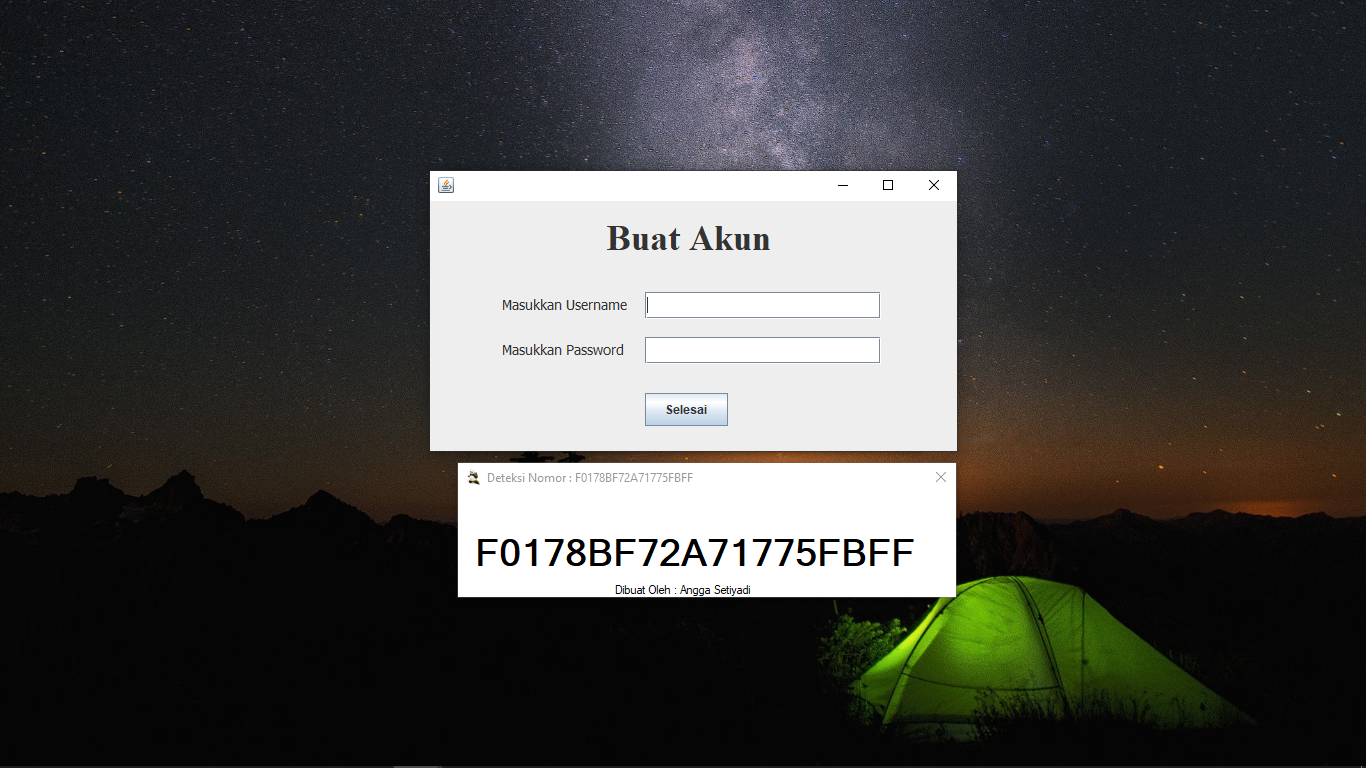 Buat Akun
Masukkan Username
Masukkan Password
Selesai
Deteksi Nomor : F0178BF72A71775FBFF
F0178BF72A71775FBFF
Dibuat Oleh : Angga Setiyadi